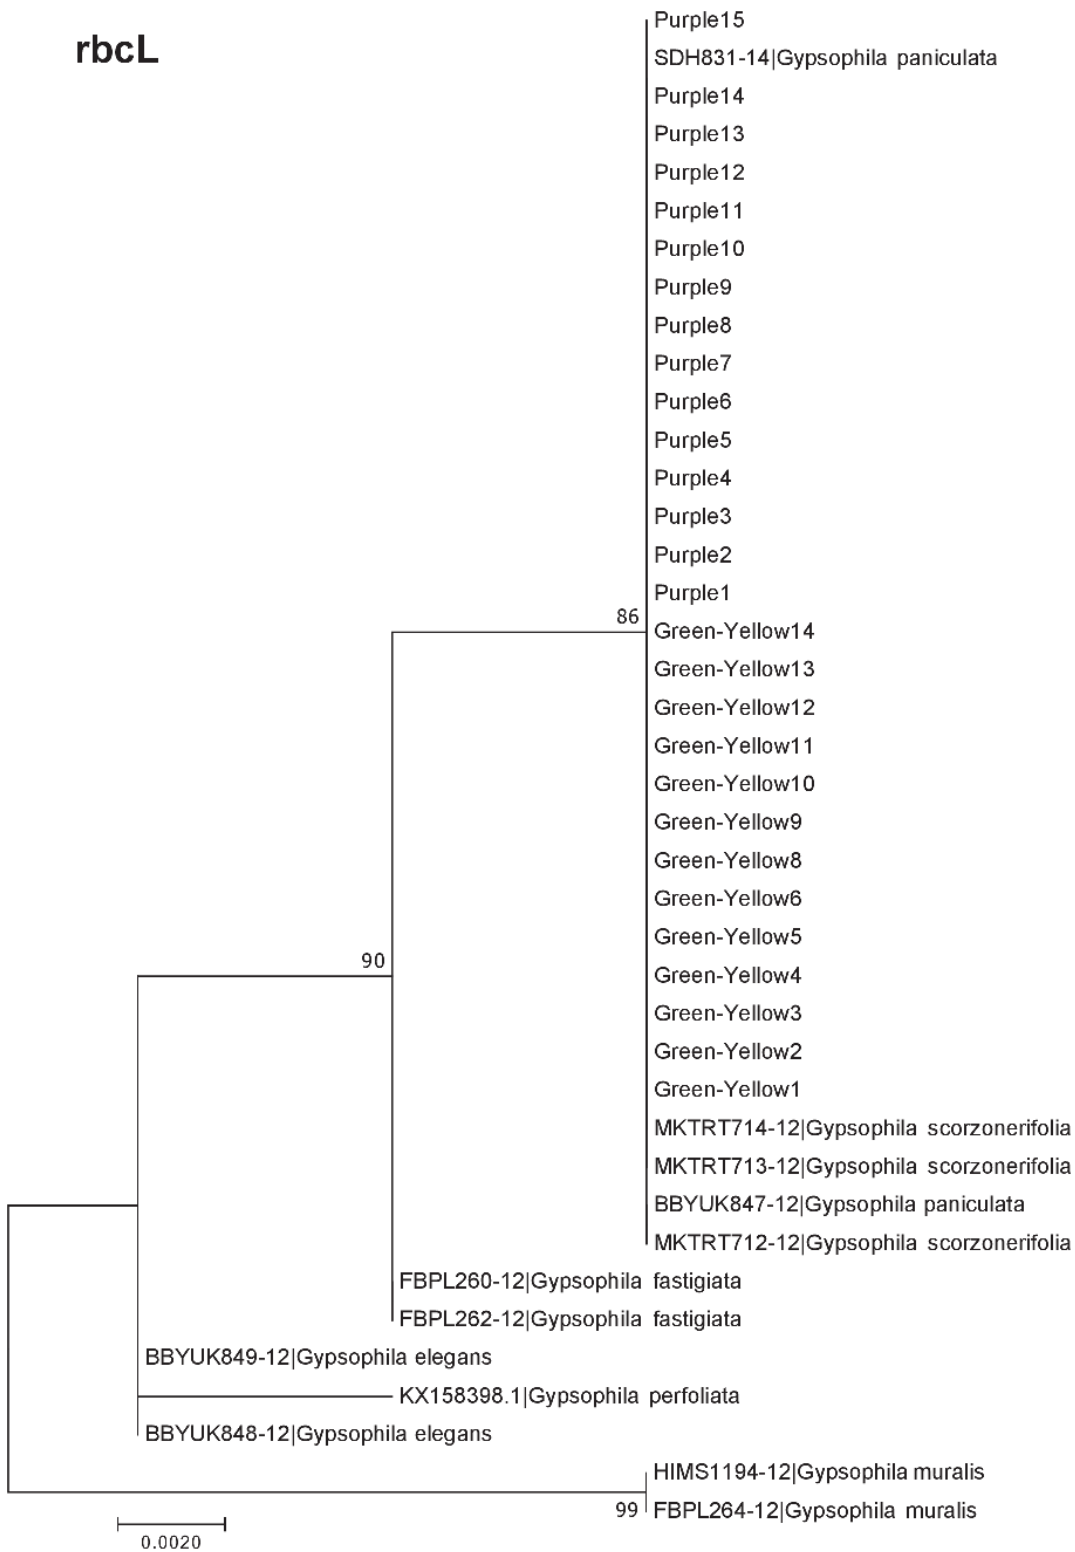 rbcL
Purple15
SDH831-14|Gypsophila paniculata
Purple14
Purple13
Purple12
Purple11
Purple10
Purple9
Purple8
Purple7
Purple6
Purple5
Purple4
Purple3
Purple2
Purple1
86
Green-Yellow14
Green-Yellow13
Green-Yellow12
Green-Yellow11
Green-Yellow10
Green-Yellow9
Green-Yellow8
Green-Yellow6
Green-Yellow5
90
Green-Yellow4
Green-Yellow3
Green-Yellow2
Green-Yellow1
MKTRT714-12|Gypsophila scorzonerifolia
MKTRT713-12|Gypsophila scorzonerifolia
BBYUK847-12|Gypsophila paniculata
MKTRT712-12|Gypsophila scorzonerifolia
FBPL260-12|Gypsophila fastigiata
FBPL262-12|Gypsophila fastigiata
BBYUK849-12|Gypsophila elegans
KX158398.1|Gypsophila perfoliata
BBYUK848-12|Gypsophila elegans
HIMS1194-12|Gypsophila muralis
99 FBPL264-12|Gypsophila muralis
0.0020